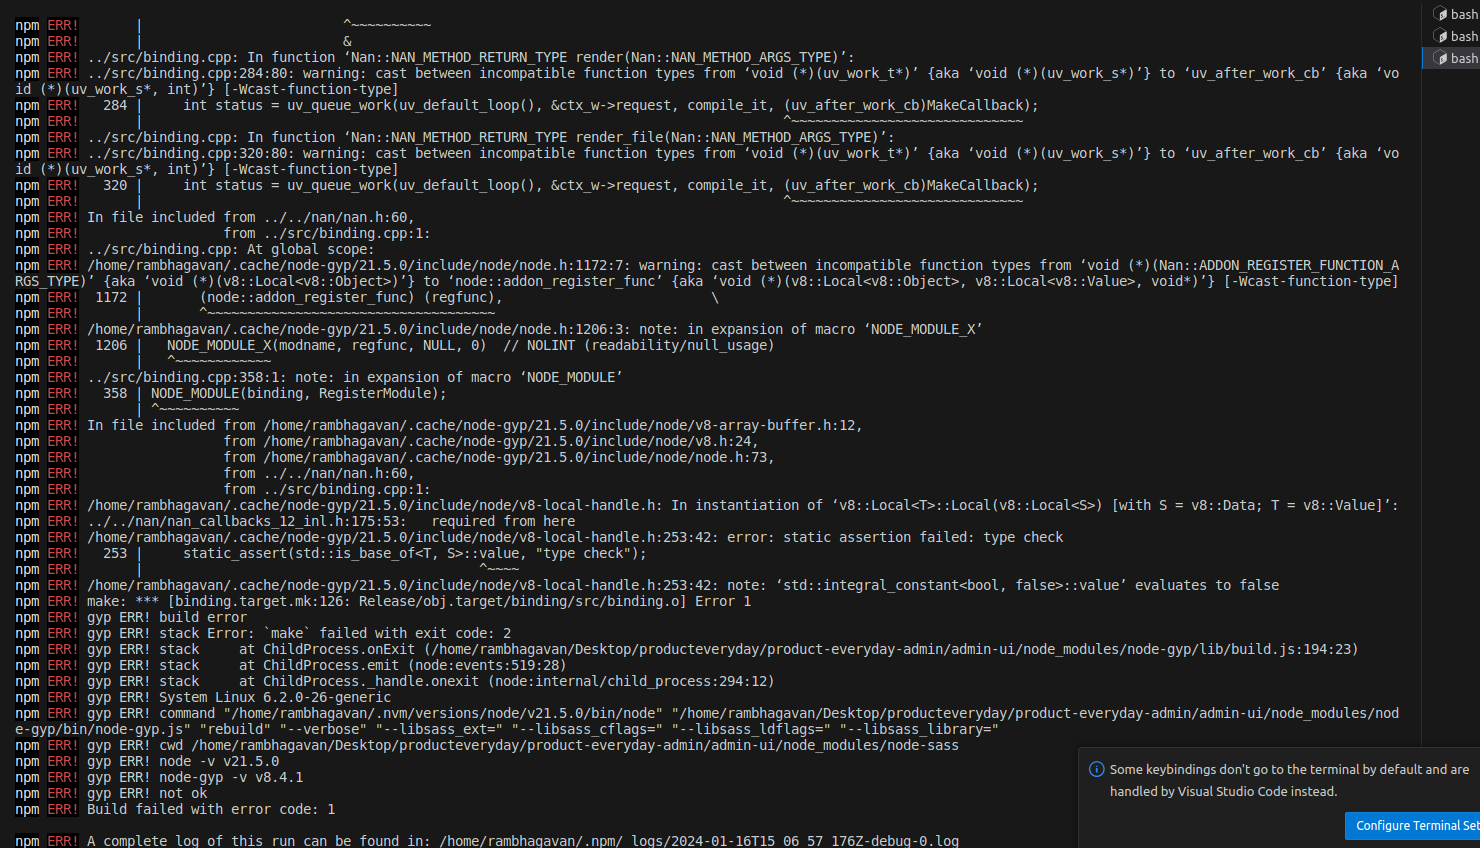 npm ERR!       |                         ^~~~~~~~~~~
npm ERR!       |                         &
npm ERR! ../src/binding.cpp: In function ‘Nan::NAN_METHOD_RETURN_TYPE render(Nan::NAN_METHOD_ARGS_TYPE)’:
npm ERR! ../src/binding.cpp:284:80: warning: cast between incompatible function types from ‘void (*)(uv_work_t*)’ {aka ‘void (*)(uv_work_s*)’} to ‘uv_after_work_cb’ {aka ‘vo
id (*)(uv_work_s*, int)’} [-Wcast-function-type]
npm ERR!   284 |     int status = uv_queue_work(uv_default_loop(), &ctx_w->request, compile_it, (uv_after_work_cb)MakeCallback);
npm ERR!       |                                                                                ^~~~~~~~~~~~~~~~~~~~~~~~~~~~~~
npm ERR! ../src/binding.cpp: In function ‘Nan::NAN_METHOD_RETURN_TYPE render_file(Nan::NAN_METHOD_ARGS_TYPE)’:
npm ERR! ../src/binding.cpp:320:80: warning: cast between incompatible function types from ‘void (*)(uv_work_t*)’ {aka ‘void (*)(uv_work_s*)’} to ‘uv_after_work_cb’ {aka ‘vo
id (*)(uv_work_s*, int)’} [-Wcast-function-type]
npm ERR!   320 |     int status = uv_queue_work(uv_default_loop(), &ctx_w->request, compile_it, (uv_after_work_cb)MakeCallback);
npm ERR!       |                                                                                ^~~~~~~~~~~~~~~~~~~~~~~~~~~~~~
npm ERR! In file included from ../../nan/nan.h:60,
npm ERR!                  from ../src/binding.cpp:1:
npm ERR! ../src/binding.cpp: At global scope:
npm ERR! /home/rambhagavan/.cache/node-gyp/21.5.0/include/node/node.h:1172:7: warning: cast between incompatible function types from ‘void (*)(Nan::ADDON_REGISTER_FUNCTION_A
RGS_TYPE)’ {aka ‘void (*)(v8::Local<v8::Object>)’} to ‘node::addon_register_func’ {aka ‘void (*)(v8::Local<v8::Object>, v8::Local<v8::Value>, void*)’} [-Wcast-function-type]
npm ERR!  1172 |       (node::addon_register_func) (regfunc),                          \
npm ERR!       |       ^~~~~~~~~~~~~~~~~~~~~~~~~~~~~~~~~~~~~
npm ERR! /home/rambhagavan/.cache/node-gyp/21.5.0/include/node/node.h:1206:3: note: in expansion of macro ‘NODE_MODULE_X’
npm ERR!  1206 |   NODE_MODULE_X(modname, regfunc, NULL, 0)  // NOLINT (readability/null_usage)
npm ERR!       |   ^~~~~~~~~~~~~
npm ERR! ../src/binding.cpp:358:1: note: in expansion of macro ‘NODE_MODULE’
npm ERR!   358 | NODE_MODULE(binding, RegisterModule);
npm ERR!       | ^~~~~~~~~~~
npm ERR! In file included from /home/rambhagavan/.cache/node-gyp/21.5.0/include/node/v8-array-buffer.h:12,
npm ERR!                  from /home/rambhagavan/.cache/node-gyp/21.5.0/include/node/v8.h:24,
npm ERR!                  from /home/rambhagavan/.cache/node-gyp/21.5.0/include/node/node.h:73,
npm ERR!                  from ../../nan/nan.h:60,
npm ERR!                  from ../src/binding.cpp:1:
npm ERR! /home/rambhagavan/.cache/node-gyp/21.5.0/include/node/v8-local-handle.h: In instantiation of ‘v8::Local<T>::Local(v8::Local<S>) [with S = v8::Data; T = v8::Value]’:
npm ERR! ../../nan/nan_callbacks_12_inl.h:175:53:   required from here
npm ERR! /home/rambhagavan/.cache/node-gyp/21.5.0/include/node/v8-local-handle.h:253:42: error: static assertion failed: type check
npm ERR!   253 |     static_assert(std::is_base_of<T, S>::value, "type check");
npm ERR!       |                                          ^~~~~
npm ERR! /home/rambhagavan/.cache/node-gyp/21.5.0/include/node/v8-local-handle.h:253:42: note: ‘std::integral_constant<bool, false>::value’ evaluates to false
npm ERR! make: *** [binding.target.mk:126: Release/obj.target/binding/src/binding.o] Error 1
npm ERR! gyp ERR! build error
npm ERR! gyp ERR! stack Error: `make` failed with exit code: 2
npm ERR! gyp ERR! stack     at ChildProcess.onExit (/home/rambhagavan/Desktop/producteveryday/product-everyday-admin/admin-ui/node_modules/node-gyp/lib/build.js:194:23)
npm ERR! gyp ERR! stack     at ChildProcess.emit (node:events:519:28)
npm ERR! gyp ERR! stack     at ChildProcess._handle.onexit (node:internal/child_process:294:12)
npm ERR! gyp ERR! System Linux 6.2.0-26-generic
npm ERR! gyp ERR! command "/home/rambhagavan/.nvm/versions/node/v21.5.0/bin/node" "/home/rambhagavan/Desktop/producteveryday/product-everyday-admin/admin-ui/node_modules/nod
e-gyp/bin/node-gyp.js" "rebuild" "--verbose" "--libsass_ext=" "--libsass_cflags=" "--libsass_ldflags=" "--libsass_library="
npm ERR! gyp ERR! cwd /home/rambhagavan/Desktop/producteveryday/product-everyday-admin/admin-ui/node_modules/node-sass
npm ERR! gyp ERR! node -v v21.5.0
npm ERR! gyp ERR! node-gyp -v v8.4.1
npm ERR! gyp ERR! not ok
npm ERR! Build failed with error code: 1
npm ERR! A complete log of this run can be found in: /home/rambhagavan/.npm/_logs/2024-01-16T15_06_57_176Z-debug-0.log
bash
bash
bash
Some keybindings don't go to the terminal by default and are
handled by Visual Studio Code instead.
Configure Terminal Set